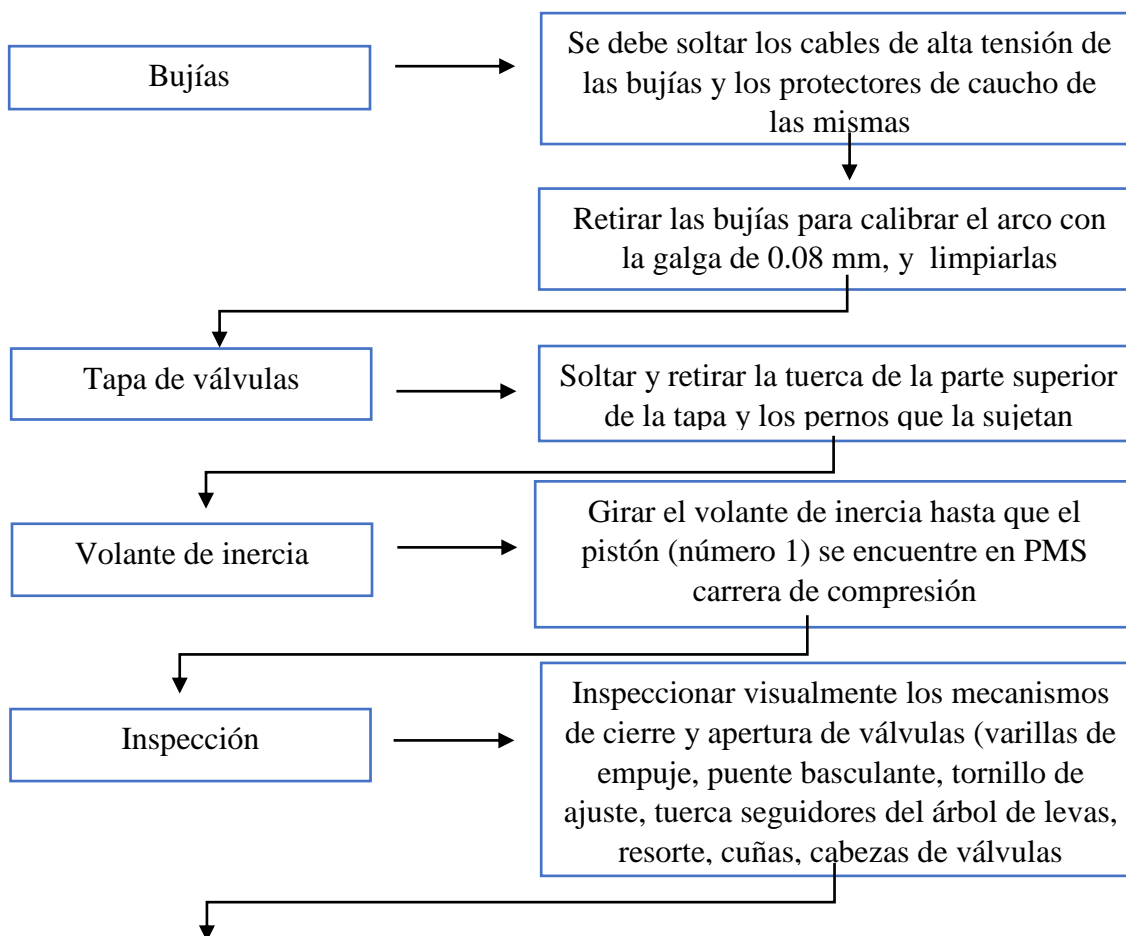 Bujías
Se debe soltar los cables de alta tensión de
las bujías y los protectores de caucho de
las mismas
Retirar las bujías para calibrar el arco con
la galga de 0.08 mm, y limpiarlas
Tapa de válvulas
Soltar y retirar la tuerca de la parte superior
de la tapa y los pernos que la sujetan
Volante de inercia
Girar el volante de inercia hasta que el
pistón (número 1) se encuentre en PMS
carrera de compresión
Inspección
Inspeccionar visualmente los mecanismos
de cierre y apertura de válvulas (varillas de
empuje, puente basculante, tornillo de
ajuste, tuerca seguidores del árbol de levas,
resorte, cuñas, cabezas de válvulas